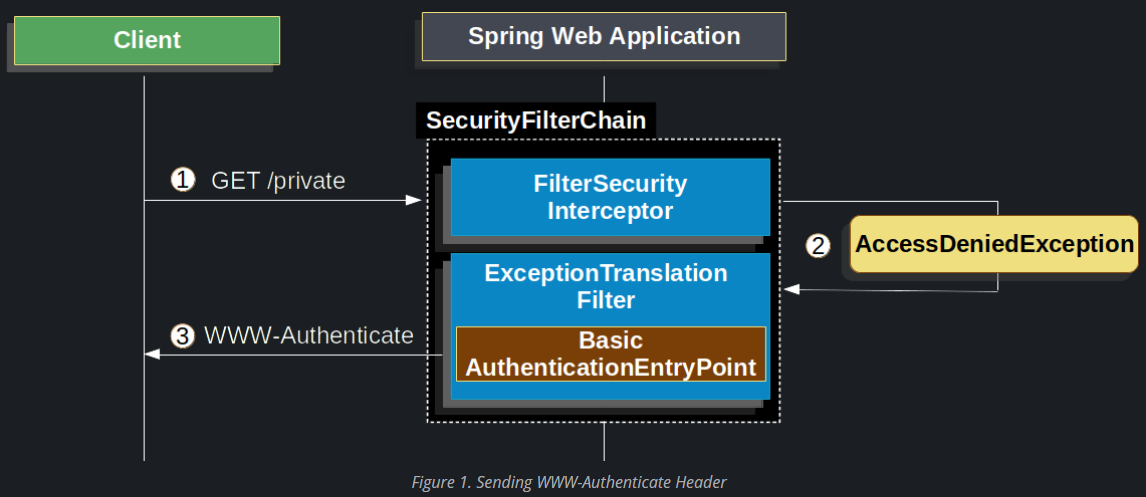 Client
Spring Web Application
SecurityFilterChain
1 GET /private
FilterSecurity
Interceptor
2 AccessDeniedException
ExceptionTranslation
Filter
3 WWW-Authenticate
Basic
AuthenticationEntryPoint
Figure 1. Sending WWW-Authenticate Header